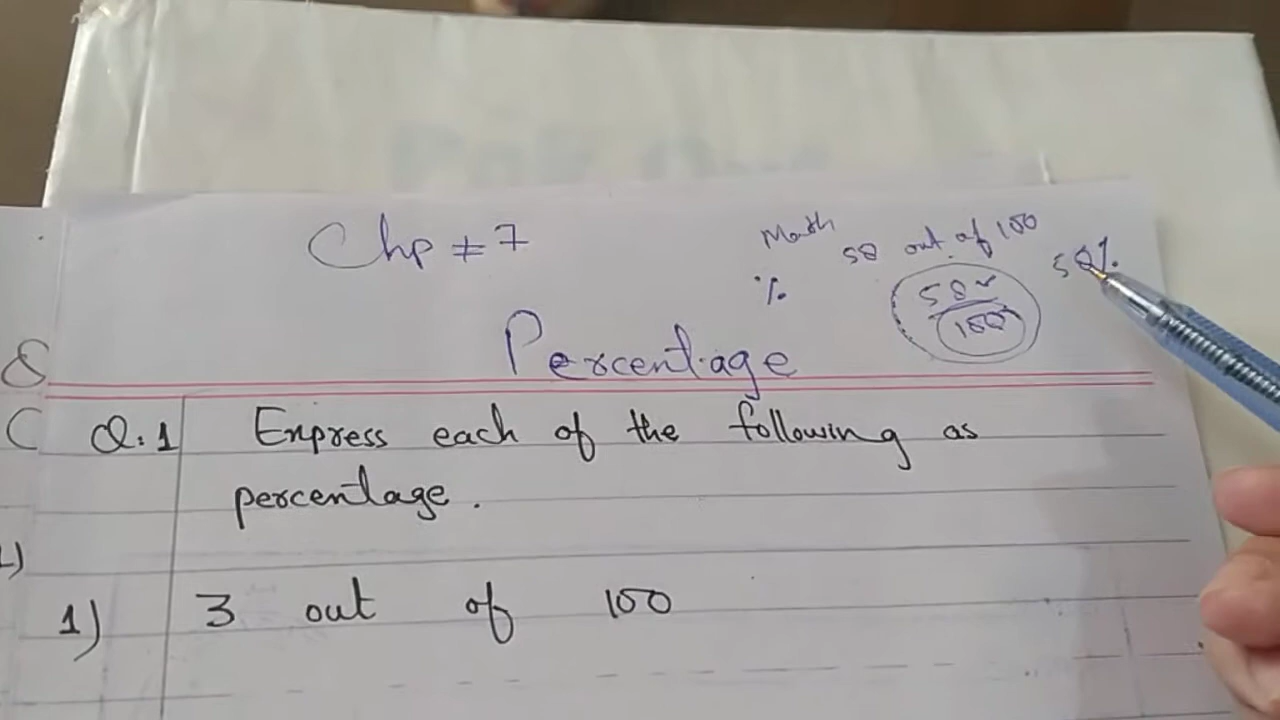 Chp # 7
Math
58 out of 100
%
58
100
58%
Percentage
Q.1 Express each of the following as
percentage.
1) 3 out of 100